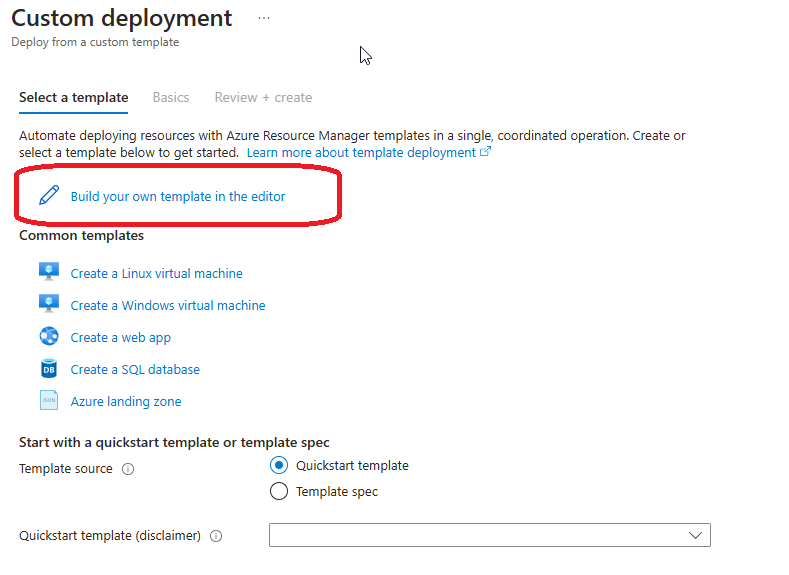 Custom deployment ...
Deploy from a custom template
Select a template Basics Review + create
Automate deploying resources with Azure Resource Manager templates in a single, coordinated operation. Create or
select a template below to get started. Learn more about template deployment
Build your own template in the editor
Common templates
Create a Linux virtual machine
Create a Windows virtual machine
Create a web app
DB Create a SQL database
JSON Azure landing zone
Start with a quickstart template or template spec
Template source Quickstart template
Template spec
Quickstart template (disclaimer)